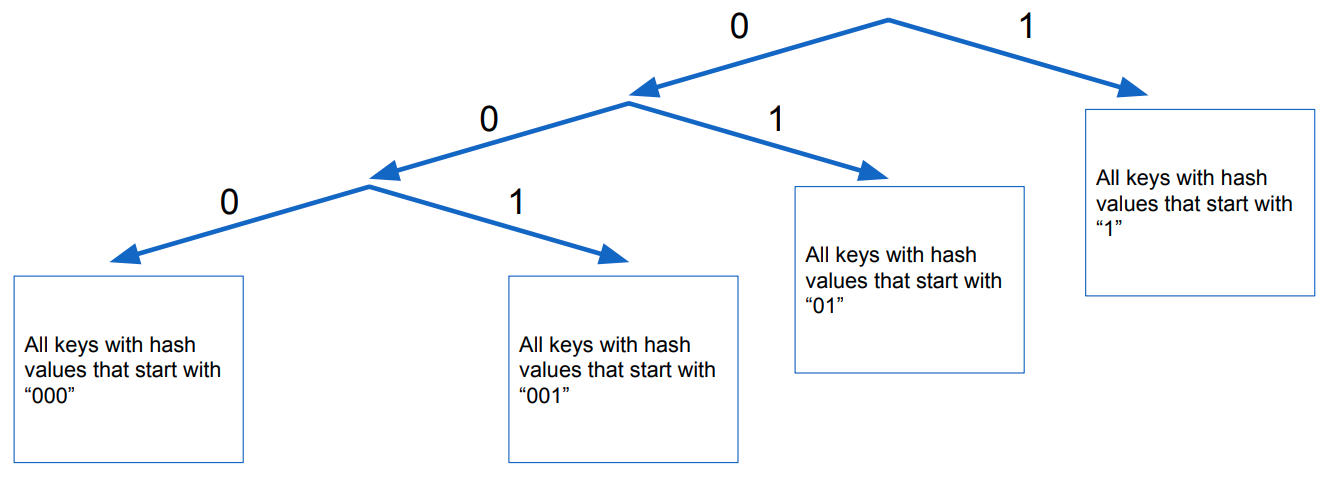 0
1
0
1
0
1
All keys with hash
values that start with
“1”
All keys with hash
values that start with
“01”
All keys with hash
values that start with
“000”
All keys with hash
values that start with
“001”